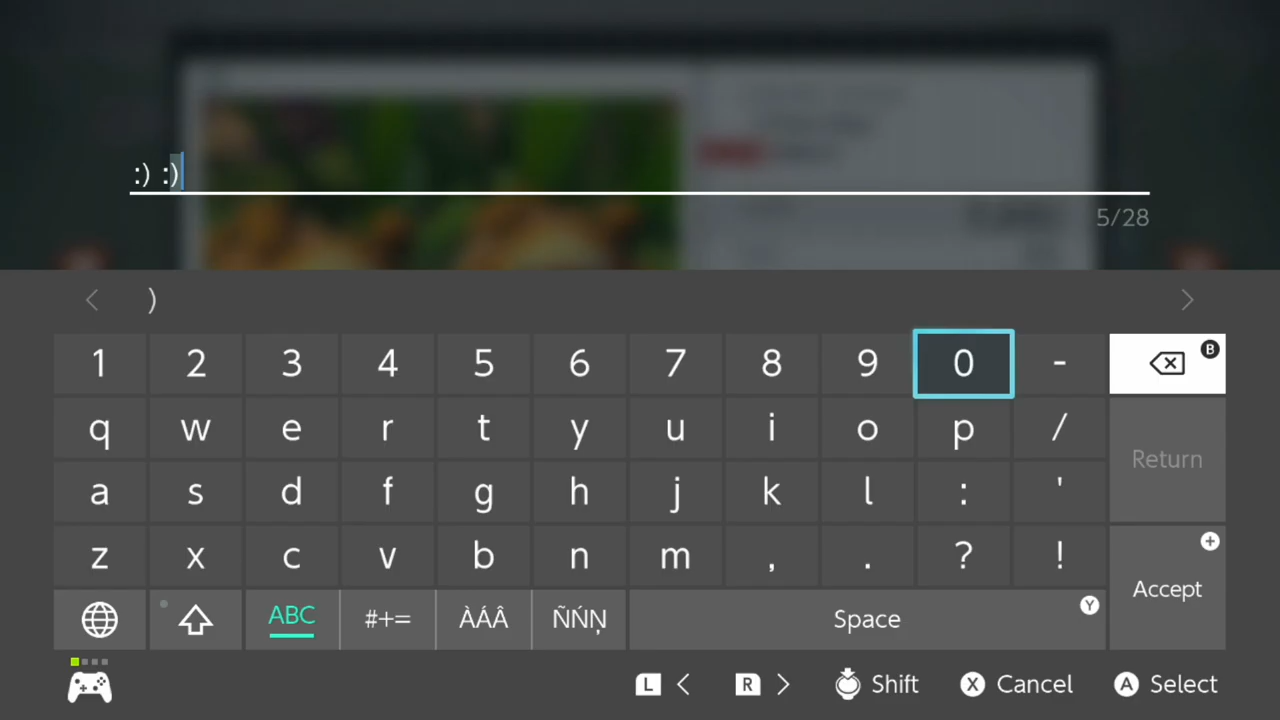 :) :)
5/28
)
1 2 3 4 5 6 7 8 9 0 - B
q w e r t y u i o p / Return
a s d f g h j k l : '
z x c v b n m , . ? ! + Accept
ABC #+= ÀÁÂ ÑŃŅ Space Y
L < R > Shift X Cancel A Select